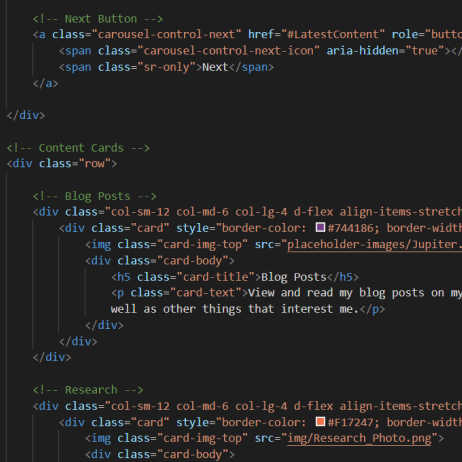 <!-- Next Button -->
<a class="carousel-control-next" href="#LatestContent" role="butto
<span class="carousel-control-next-icon" aria-hidden="true"></
<span class="sr-only">Next</span>
</a>
</div>
<!-- Content Cards -->
<div class="row">
<!-- Blog Posts -->
<div class="col-sm-12 col-md-6 col-lg-4 d-flex align-items-stretch
<div class="card" style="border-color: #744186; border-width
<img class="card-img-top" src="placeholder-images/Jupiter.
<div class="card-body">
<h5 class="card-title">Blog Posts</h5>
<p class="card-text">View and read my blog posts on my
well as other things that interest me.</p>
</div>
</div>
</div>
<!-- Research -->
<div class="col-sm-12 col-md-6 col-lg-4 d-flex align-items-stretch
<div class="card" style="border-color: #F17247; border-width
<img class="card-img-top" src="img/Research_Photo.png">
<div class="card-body">